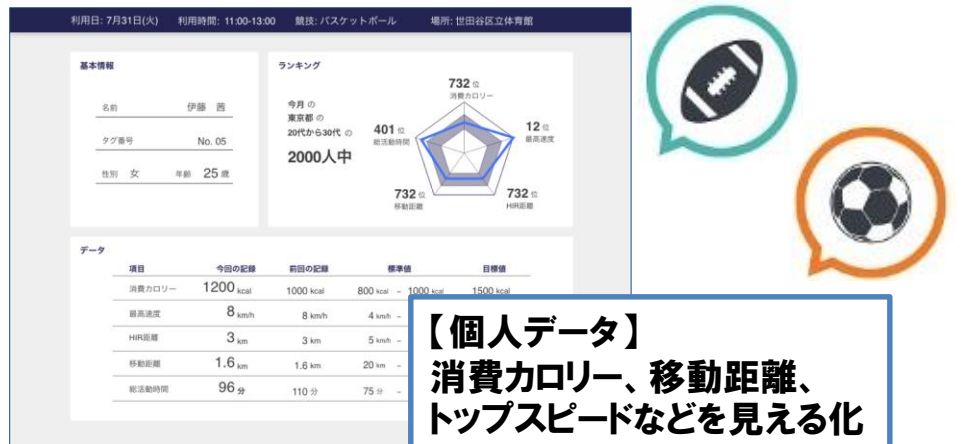 利用日: 7月31日(火) 利用時間: 11:00-13:00 競技: バスケットボール 場所: 世田谷区立体育館
基本情報
名前 伊藤 茜
タグ番号 No. 05
性別 女 年齢 25 歳
ランキング
今月 の
東京都 の
20代から30代 の
2000人中
732 位
消費カロリー
12 位
最高速度
732 位
HIR距離
732 位
移動距離
401 位
総活動時間
データ
項目 今回の記録 前回の記録 標準値 目標値
消費カロリー 1200 kcal 1000 kcal 800 kcal – 1000 kcal 1500 kcal
最高速度 8 km/h 8 km/h 4 km/h –
HIR距離 3 km 3 km 5 km/h –
移動距離 1.6 km 1.6 km 20 km –
総活動時間 96 分 110 分 75 分 –
【個人データ】
消費カロリー、移動距離、
トップスピードなどを見える化